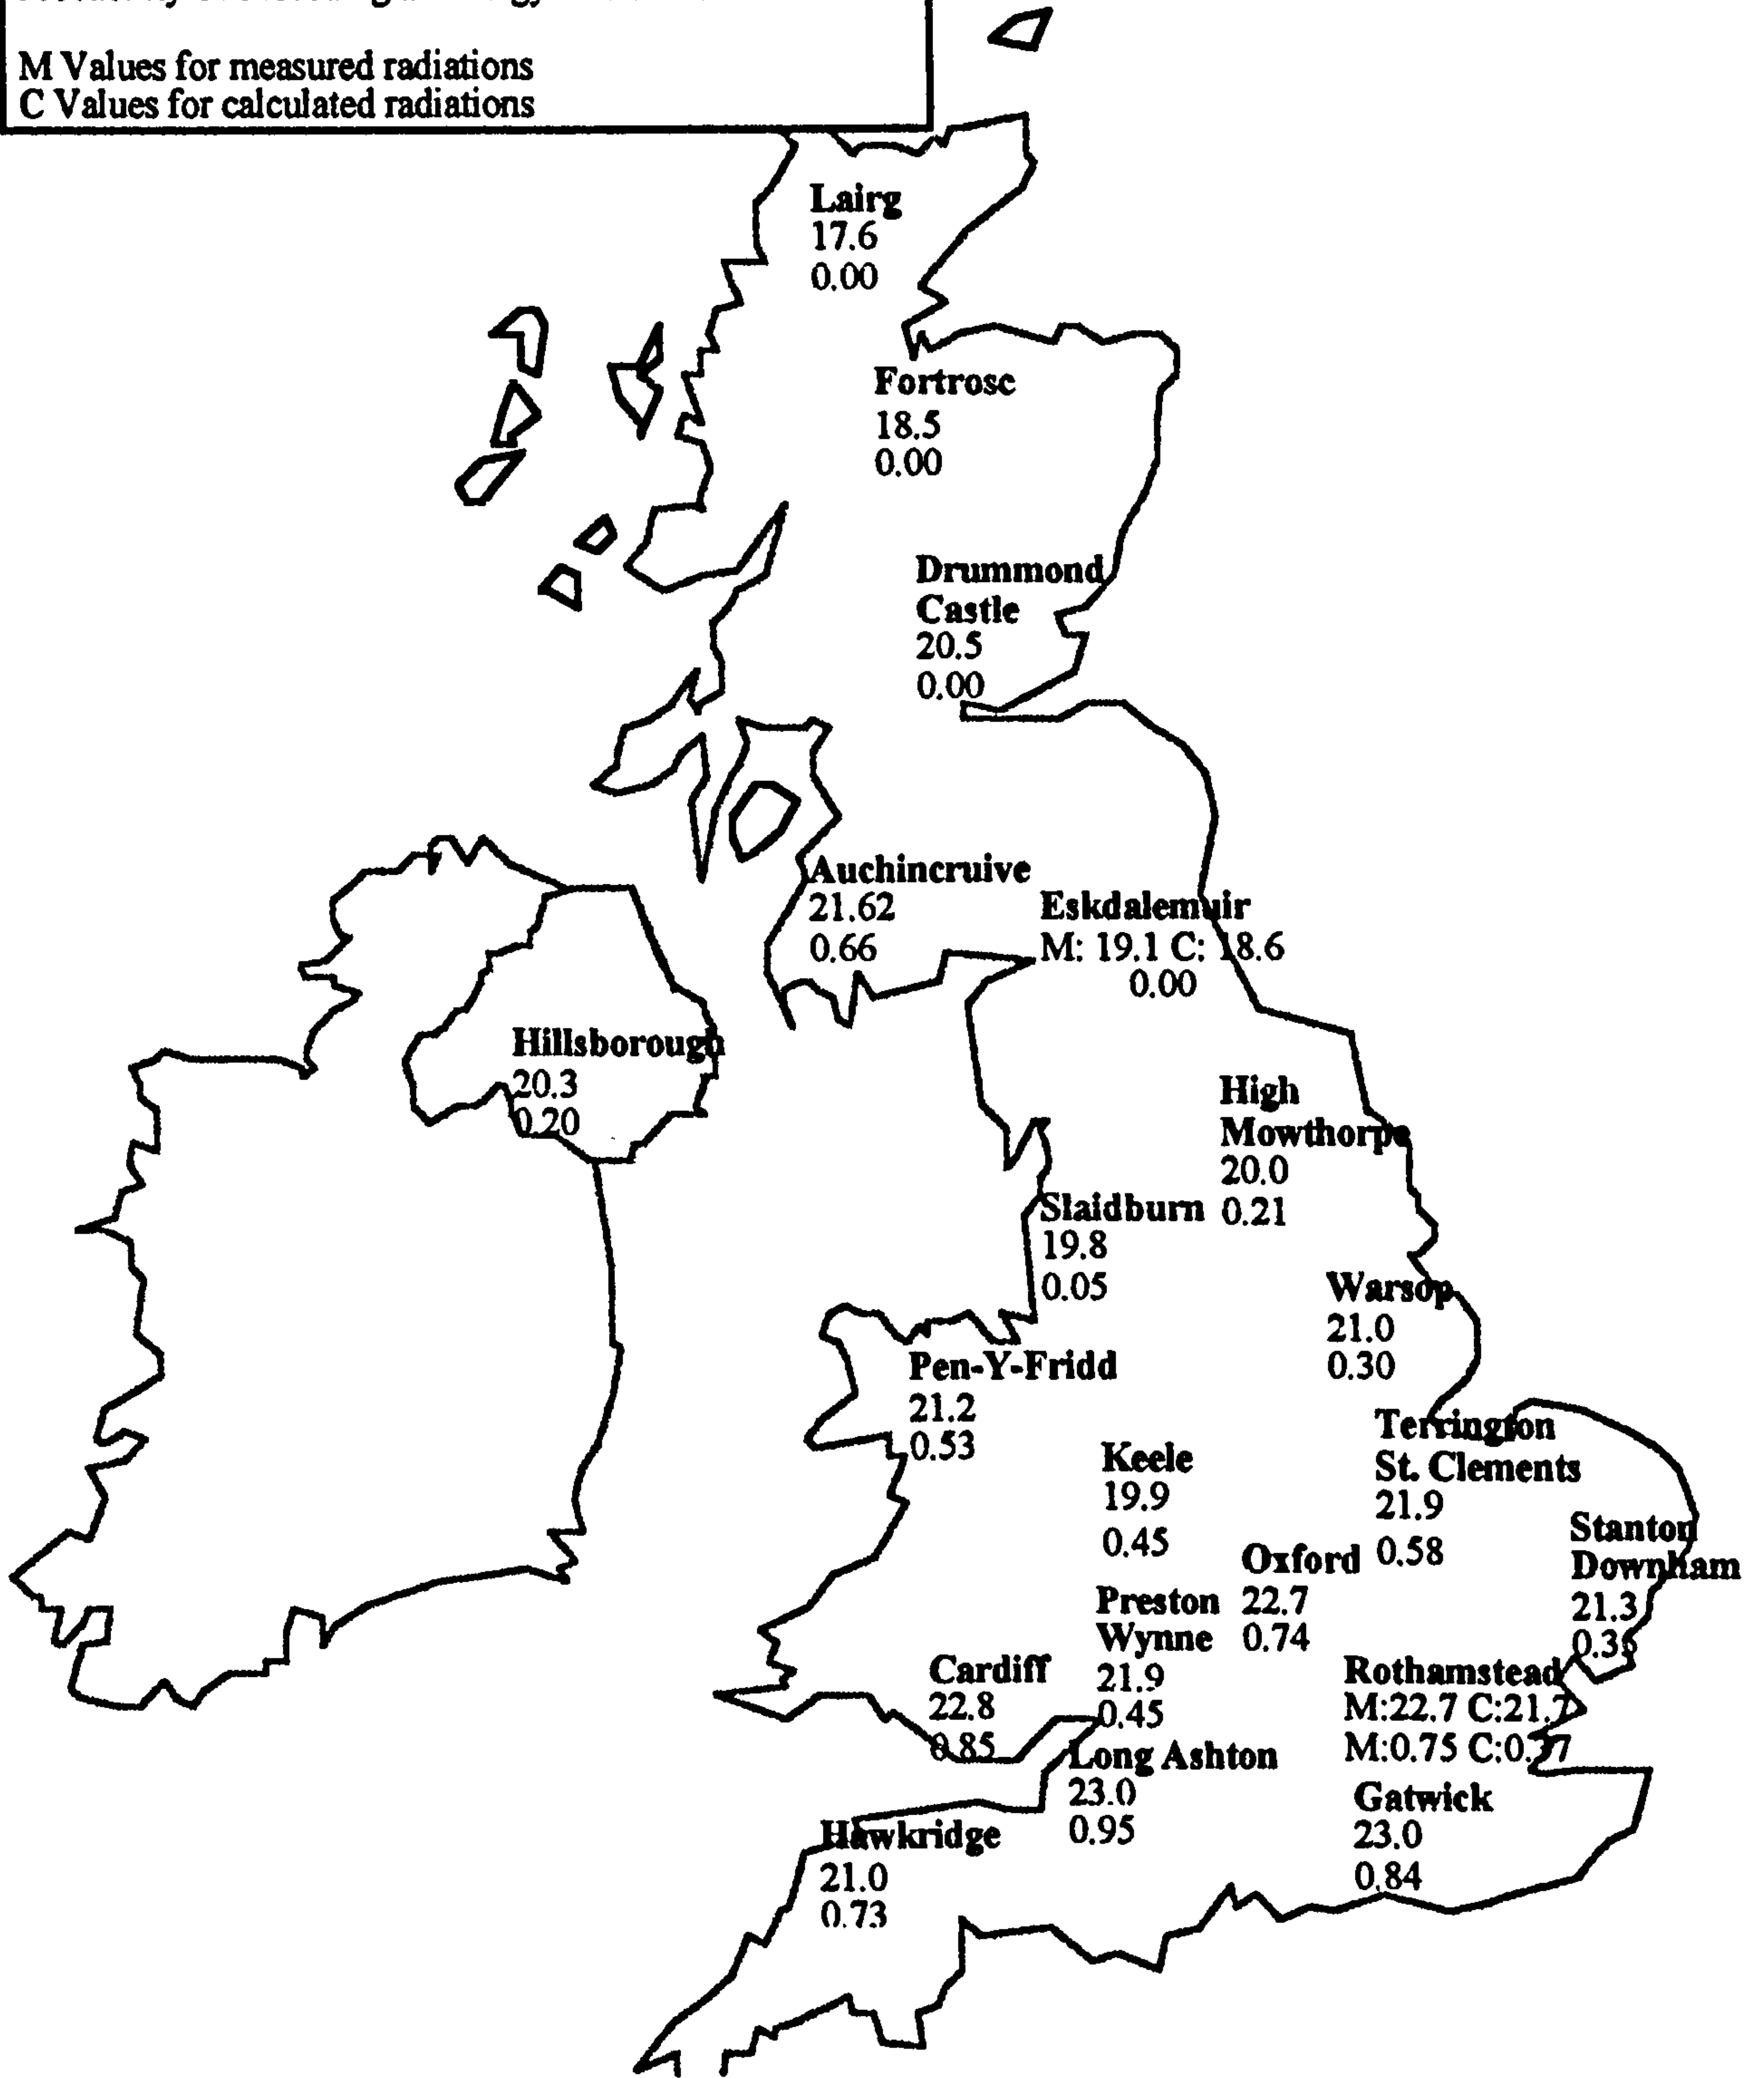 M Values for measured radiations
C Values for calculated radiations
Lairg
17.6
0.00
Fortrose
18.5
0.00
Drummond
Castle
20.5
0.00
Auchincruive
21.62
0.66
Eskdalemuir
M: 19.1 C: 18.6
0.00
Hillsborough
20.3
0.20
High
Mowthorpe
20.0
0.21
Slaidburn
19.8
0.05
Warsop
21.0
0.30
Pen-Y-Fridd
21.2
0.53
Terrington
St. Clements
21.9
0.58
Keele
19.9
0.45
Stanton
Downham
21.3
Oxford
22.7
0.74
Preston
Wynne
21.9
0.45
Cardiff
22.8
0.85
Rothamstead
M:22.7 C:21.7
M:0.75
Long Ashton
23.0
0.95
Gatwick
23.0
0.84
Hawkridge
21.0
0.73